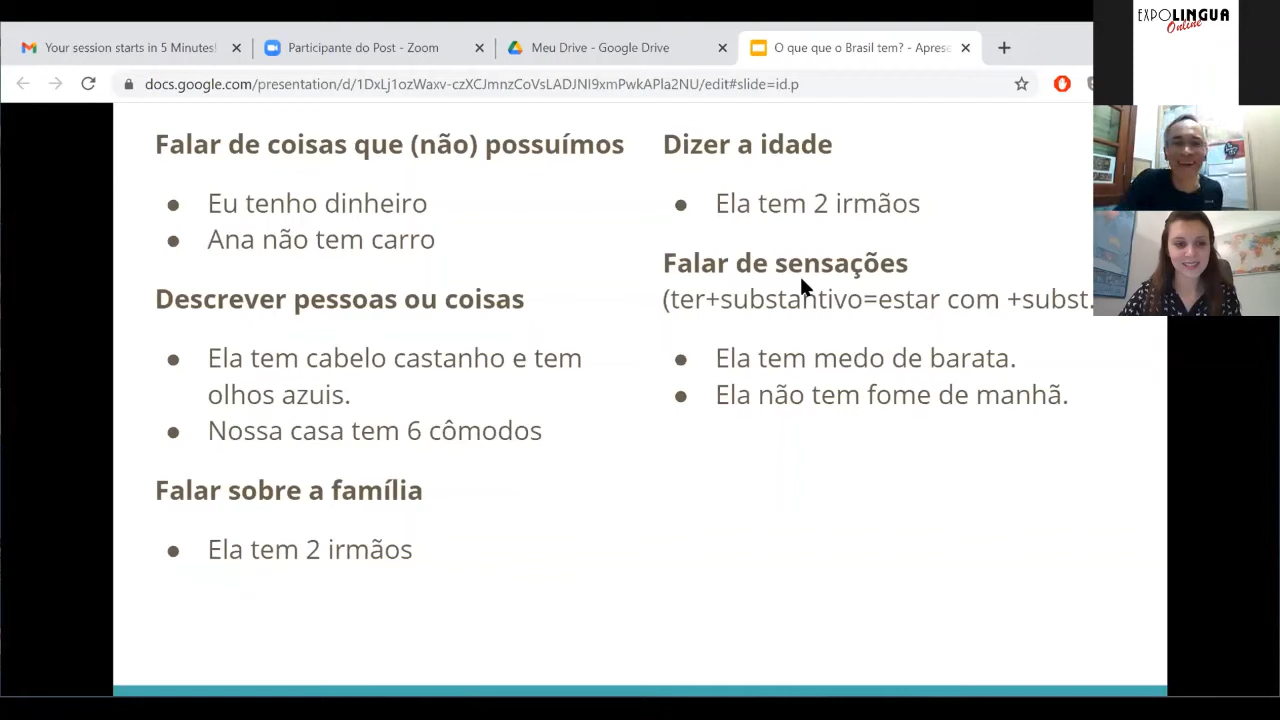 EXPOLINGUA
Online
Your session starts in 5 Minutes!
Participante do Post - Zoom
Meu Drive - Google Drive
O que que o Brasil tem? - Aprese
docs.google.com/presentation/d/1DxLj1ozWaxv-czXCJmnzCoVsLADJNI9xmPwkAPla2NU/edit#slide=id.p
Falar de coisas que (não) possuímos
● Eu tenho dinheiro
● Ana não tem carro
Descrever pessoas ou coisas
● Ela tem cabelo castanho e tem
olhos azuis.
● Nossa casa tem 6 cômodos
Falar sobre a família
● Ela tem 2 irmãos
Dizer a idade
● Ela tem 2 irmãos
Falar de sensações
(ter+substantivo=estar com +subst.
● Ela tem medo de barata.
● Ela não tem fome de manhã.